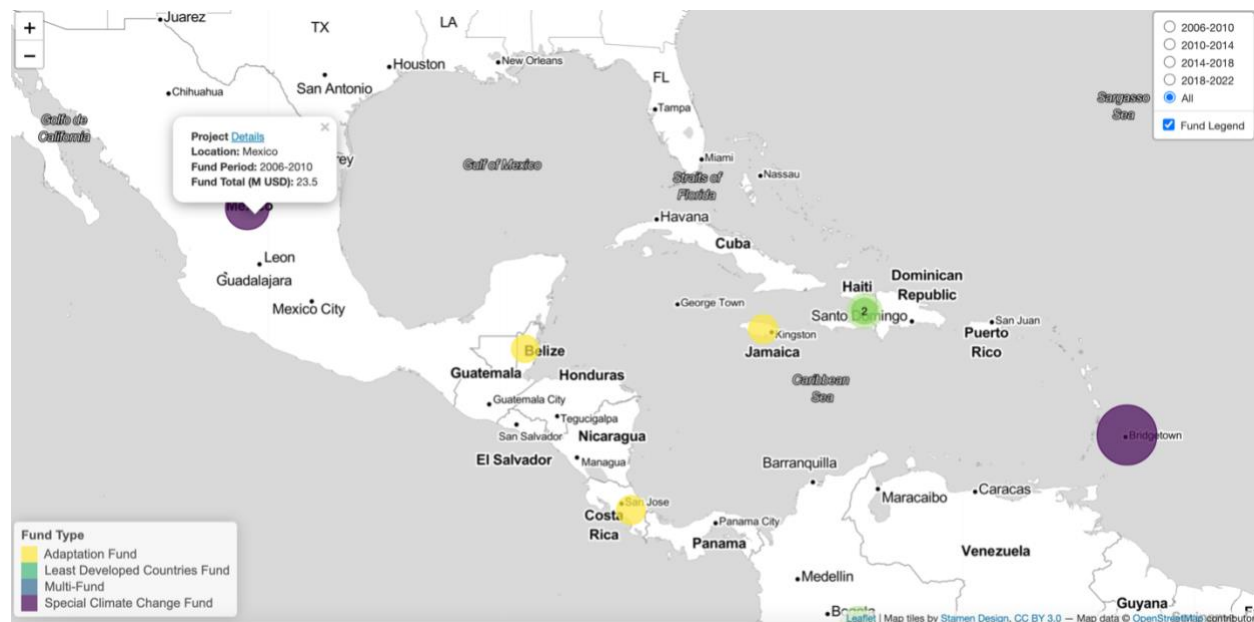 +
−
Juarez
TX
LA
Houston
New Orleans
San Antonio
FL
Chihuahua
Tampa
Golfo de
California
×
Project Details
Location: Mexico
Fund Period: 2006-2010
Fund Total (M USD): 23.5
rey
Gulf of Mexico
Miami
Straits of
Florida
Nassau
Sargasso
Sea
2006-2010
2010-2014
2014-2018
2018-2022
All
Fund Legend
Mexico
Havana
Cuba
Leon
Guadalajara
Mexico City
George Town
Haiti
Dominican
Republic
2
Santo Domingo
San Juan
Puerto
Rico
Kingston
Jamaica
Belize
Guatemala
Honduras
Caribbean
Sea
Guatemala City
Tegucigalpa
San Salvador
Nicaragua
El Salvador
Managua
Bridgetown
Barranquilla
Maracaibo
Caracas
San Jose
Costa
Rica
Panama City
Panama
Venezuela
Medellin
Guyana
Fund Type
Adaptation Fund
Least Developed Countries Fund
Multi-Fund
Special Climate Change Fund
Leaflet | Map tiles by Stamen Design, CC BY 3.0 — Map data © OpenStreetMap contributor